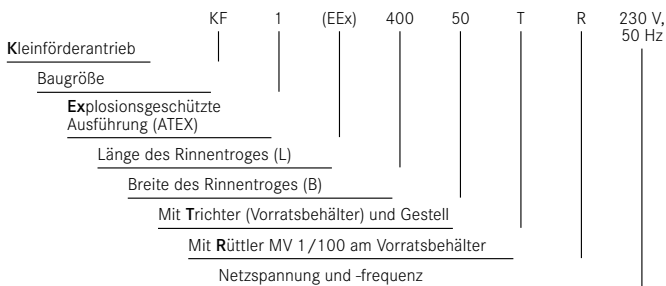 KF 1 (EEx) 400 50 T R 230 V,
50 Hz
Kleinförderantrieb
Baugröße
Explosionsgeschützte
Ausführung (ATEX)
Länge des Rinnentroges (L)
Breite des Rinnentroges (B)
Mit Trichter (Vorratsbehälter) und Gestell
Mit Rüttler MV 1/100 am Vorratsbehälter
Netzspannung und -frequenz